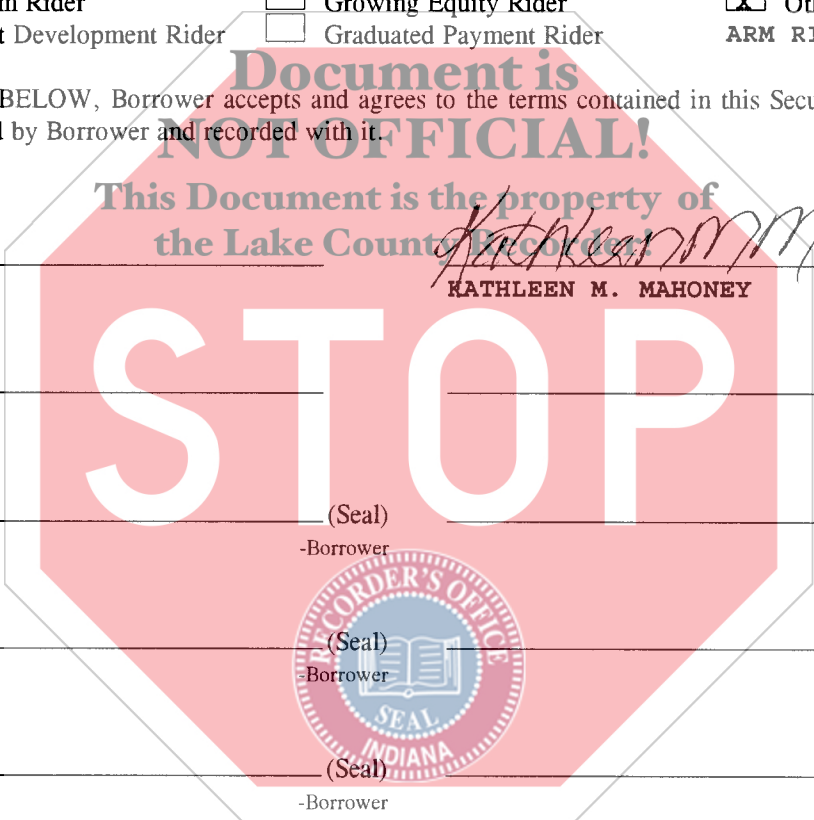 m Rider Growing Equity Rider X Ot
t Development Rider Graduated Payment Rider ARM RI
Document is
BELOW, Borrower accepts and agrees to the terms contained in this Secu
l by Borrower and recorded with it.
NOT OFFICIAL!
This Document is the property of
the Lake County Recorder!
Kathleen M M
KATHLEEN M. MAHONEY
STOP
(Seal)
-Borrower
RECORDER'S OFFICE
(Seal)
-Borrower
SEAL
INDIANA
(Seal)
-Borrower